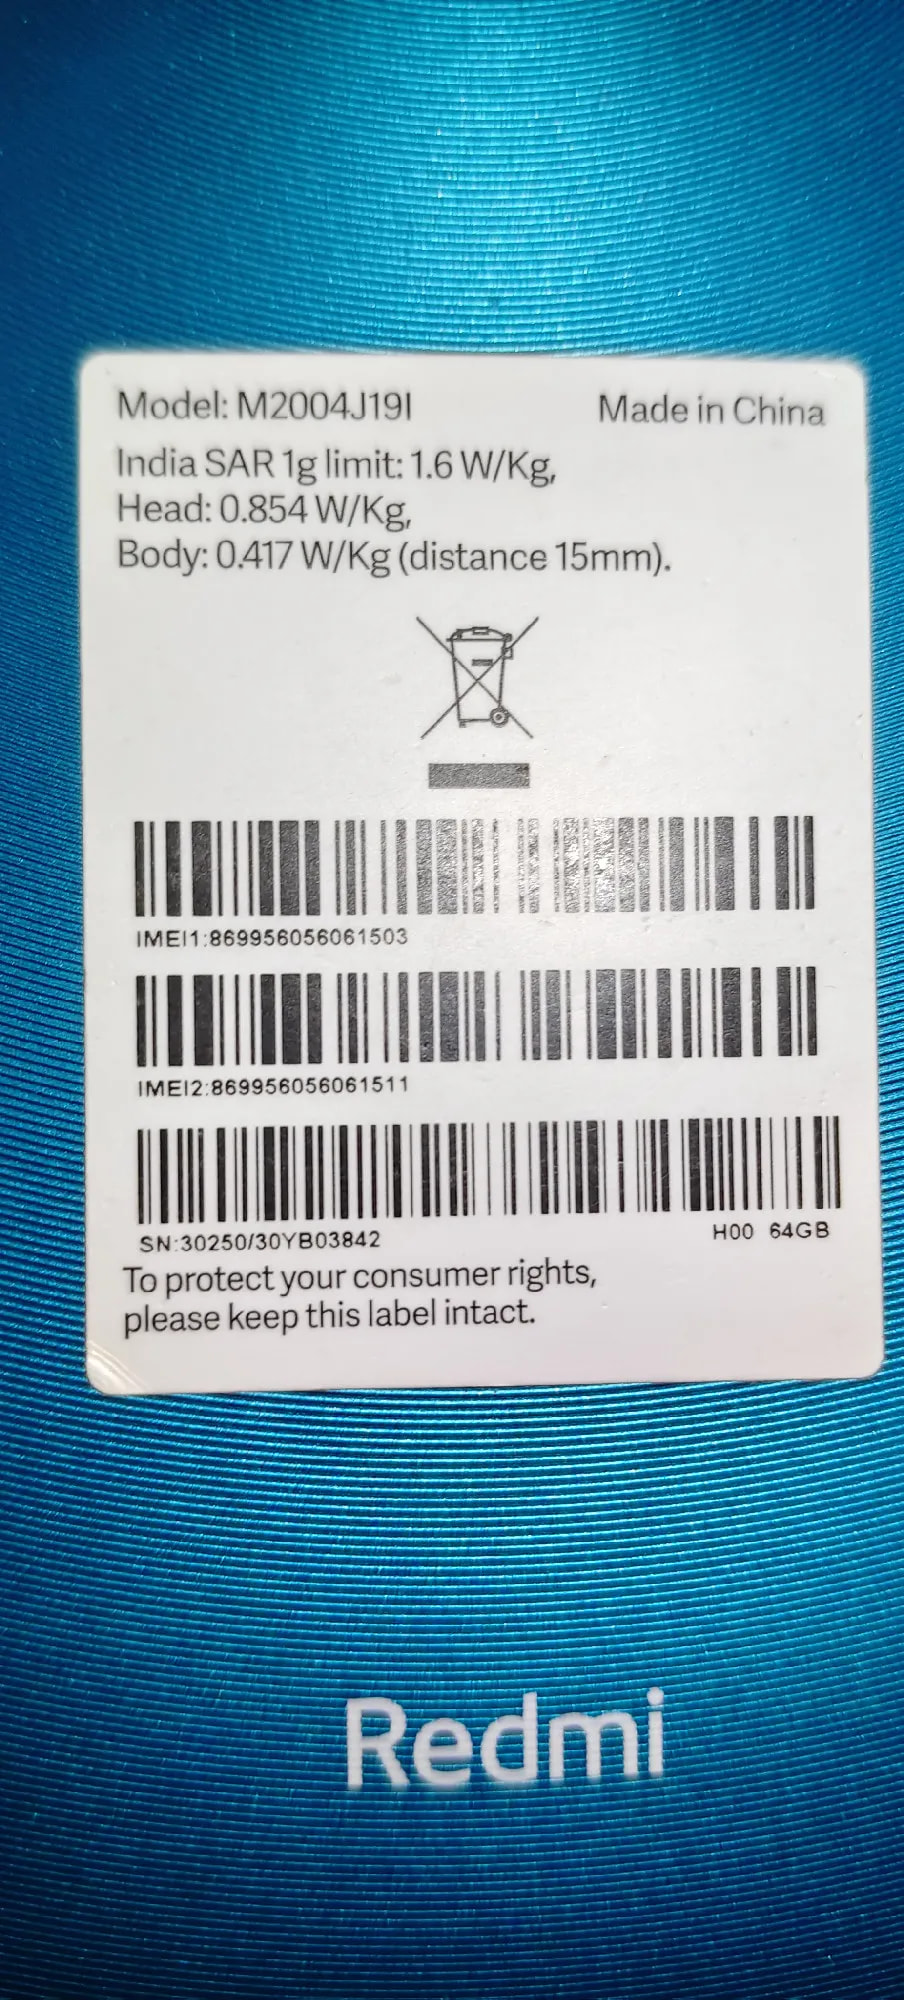 Model: M2004J19I Made in China
India SAR 1g limit: 1.6 W/Kg,
Head: 0.854 W/Kg,
Body: 0.417 W/Kg (distance 15mm).
IMEI1:869956056061503
IMEI2:869956056061511
SN:30250/30YB03842 H00 64GB
To protect your consumer rights,
please keep this label intact.
Redmi